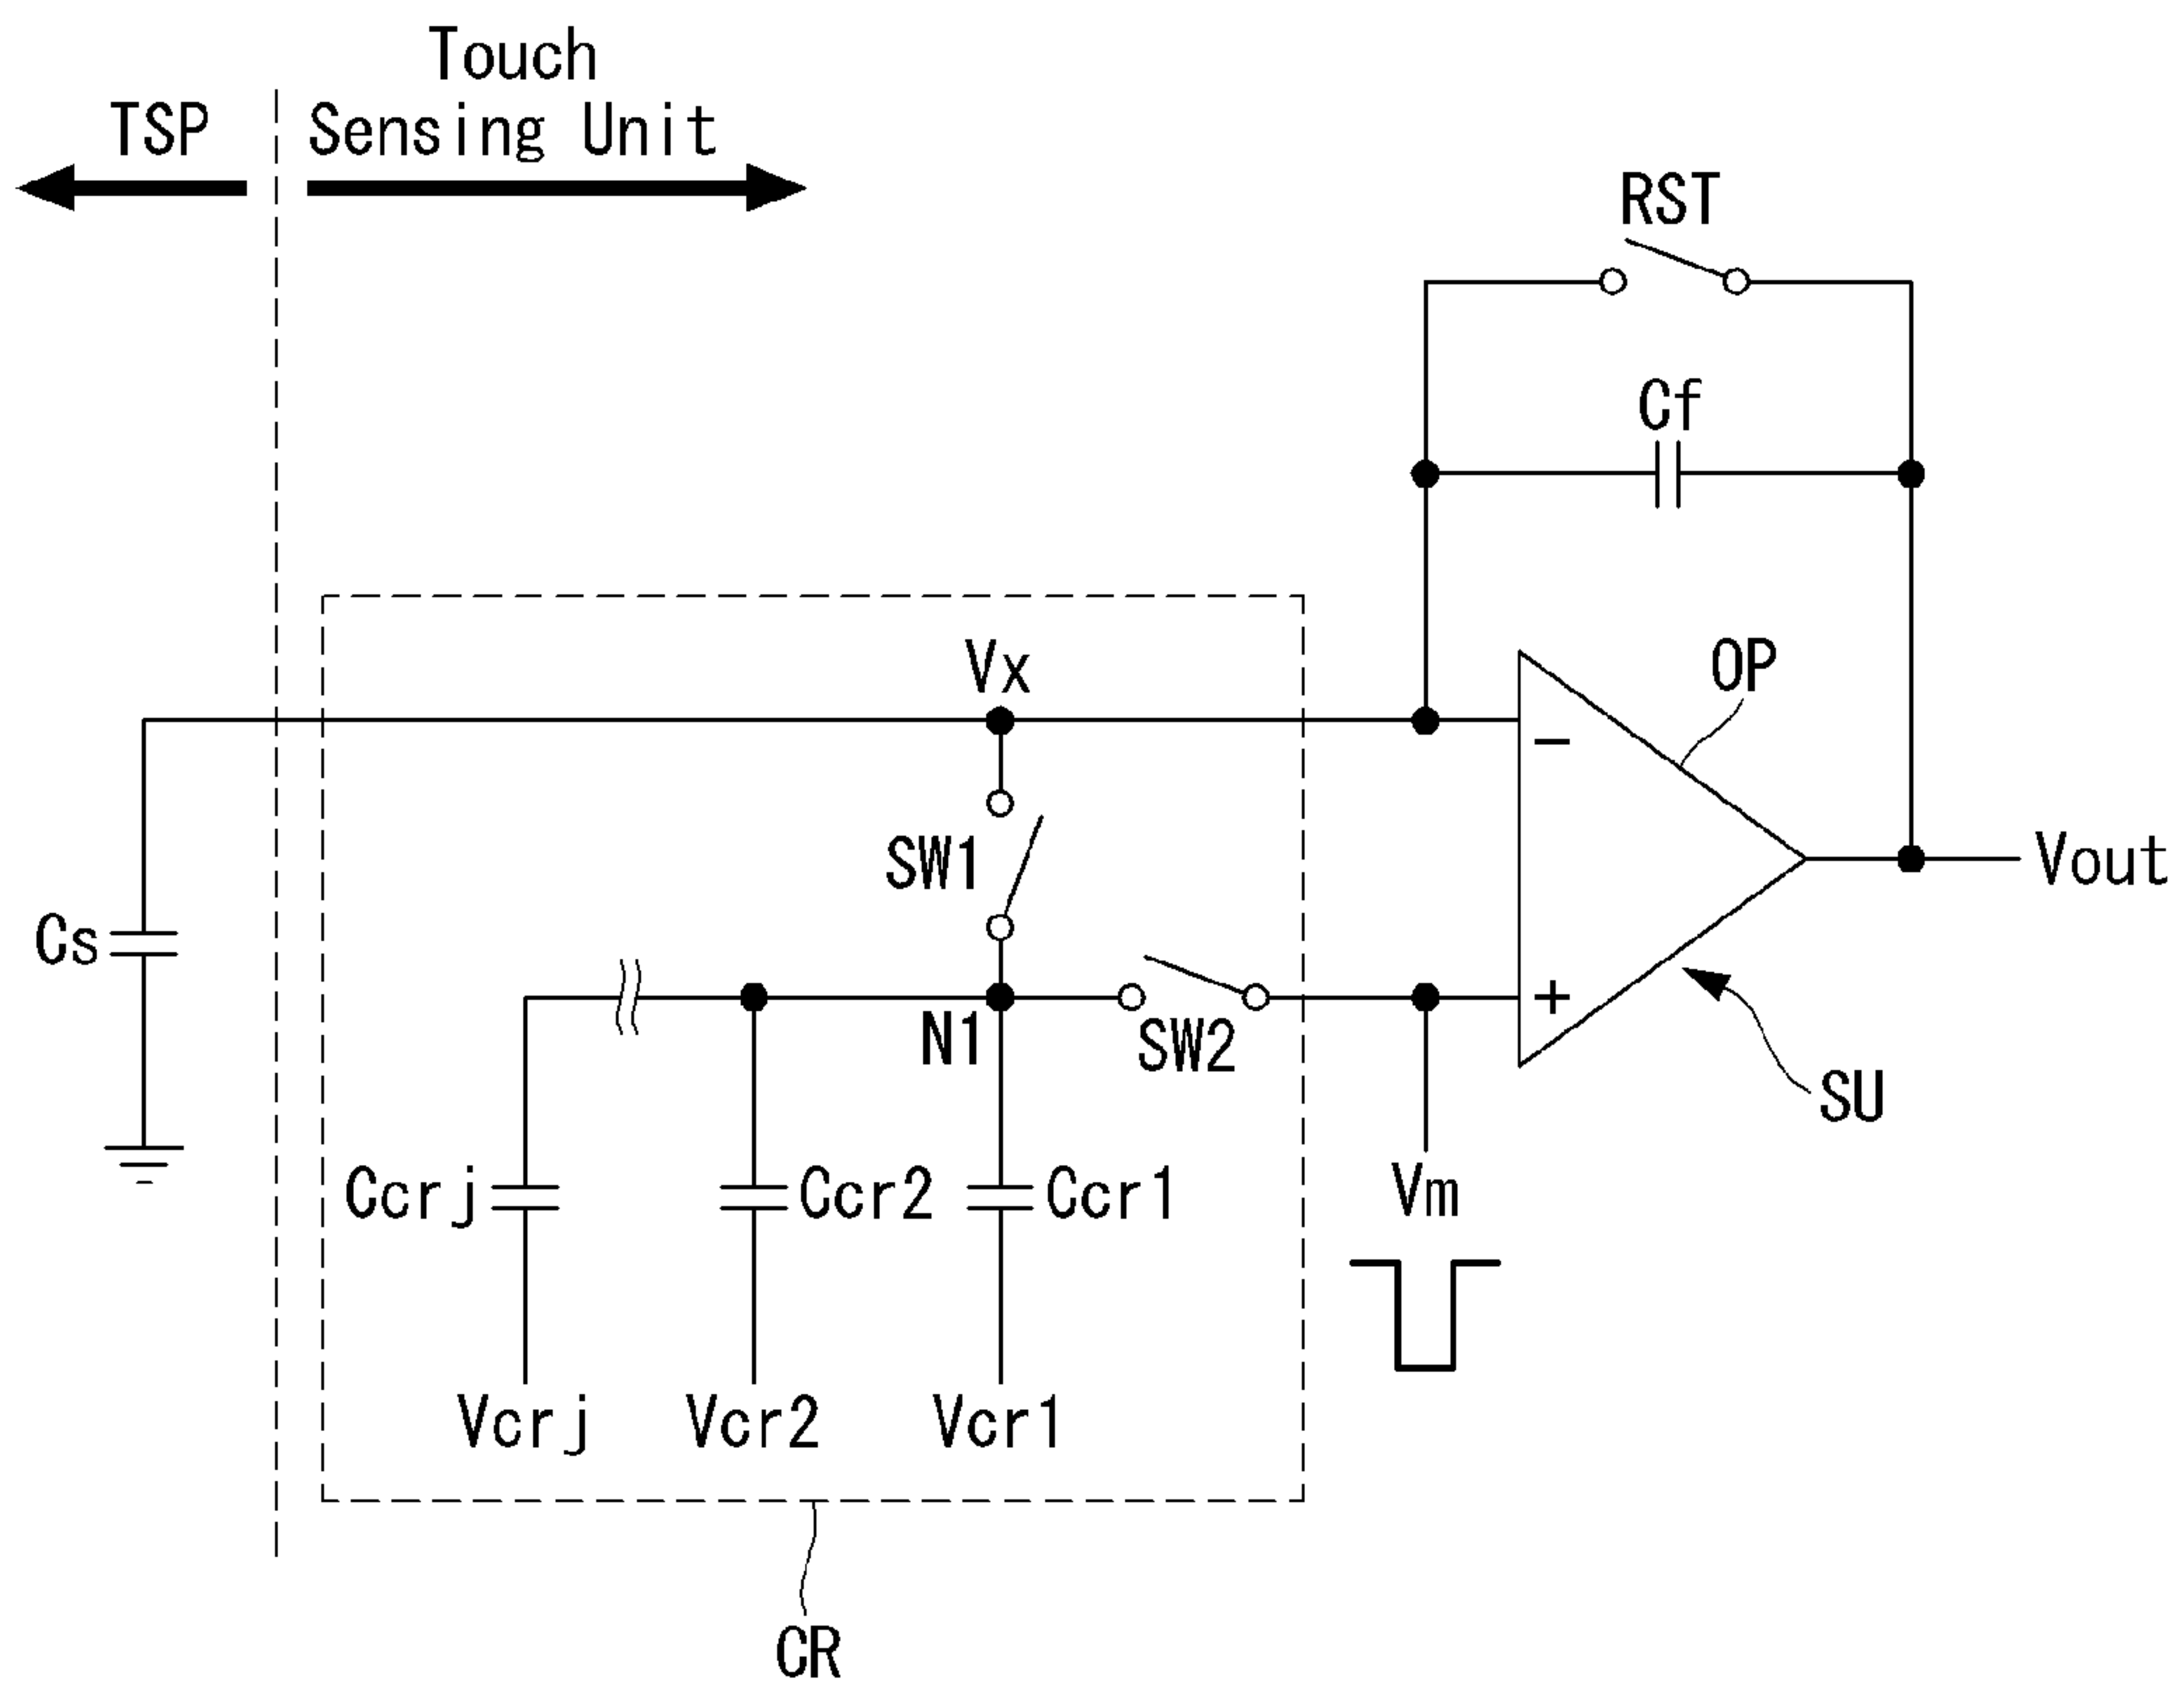 Touch
TSP Sensing Unit
RST
Cf
Vx
OP
−
SW1
Vout
Cs
+
N1
SW2
SU
Ccrj
Ccr2
Ccr1
Vm
Vcrj
Vcr2
Vcr1
CR